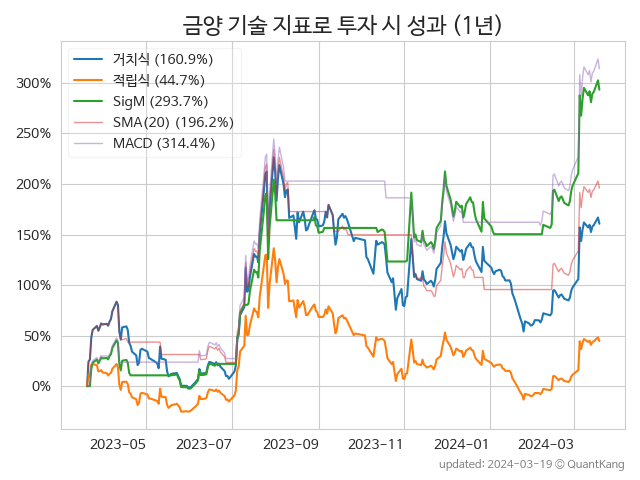 금양 기술 지표로 투자 시 성과 (1년)
거치식 (160.9%)
적립식 (44.7%)
SigM (293.7%)
SMA(20) (196.2%)
MACD (314.4%)
300%
250%
200%
150%
100%
50%
0%
2023-05 2023-07 2023-09 2023-11 2024-01 2024-03
updated: 2024-03-19 © QuantKang